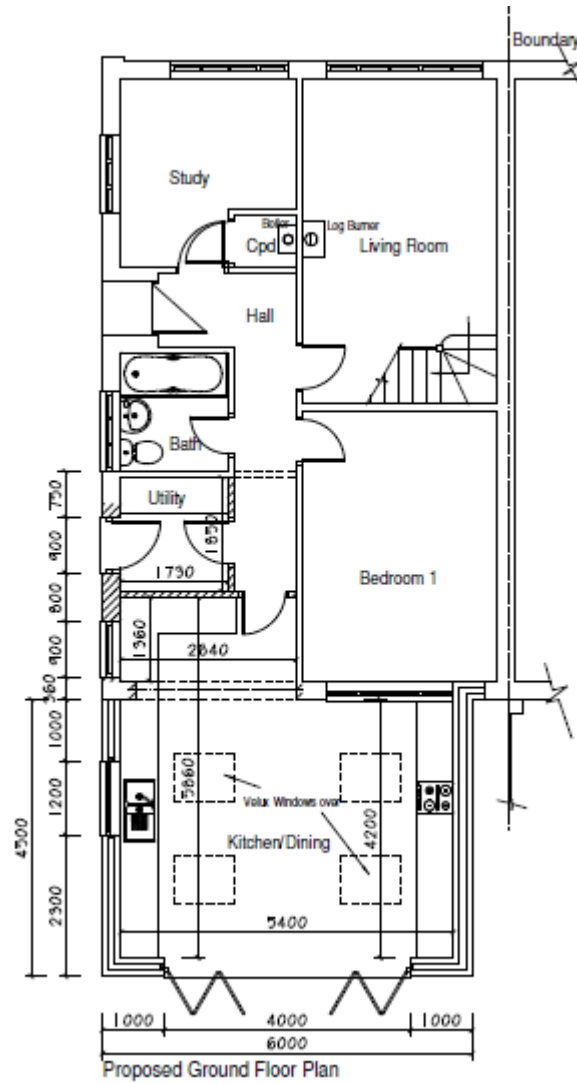 Boundary
Study
Boiler
Log Burner
Cpd
Living Room
Hall
Bath
750
Utility
1850
900
1730
Bedroom 1
800
1360
900
2840
360
1000
5660
1200
Velux Windows over
4500
Kitchen/Dining
4200
2300
5400
1000
4000
1000
6000
Proposed Ground Floor Plan